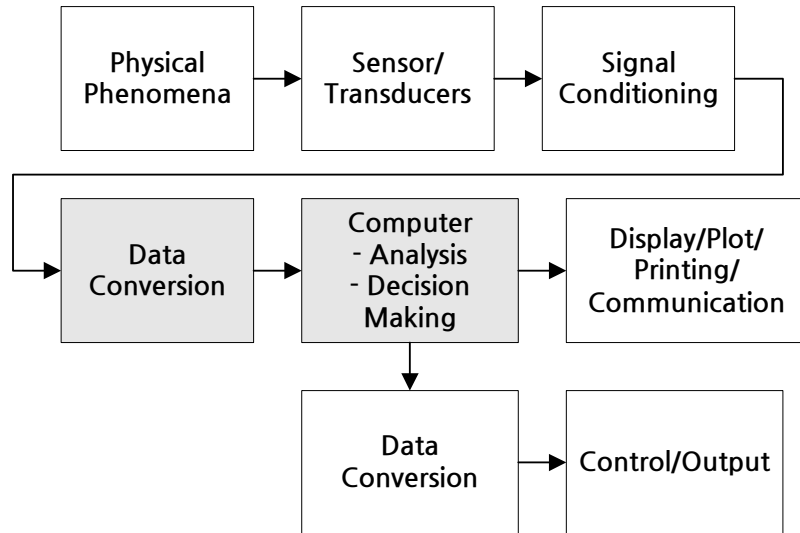 Physical
Phenomena
Sensor/
Transducers
Signal
Conditioning
Data
Conversion
Computer
- Analysis
- Decision
Making
Display/Plot/
Printing/
Communication
Data
Conversion
Control/Output